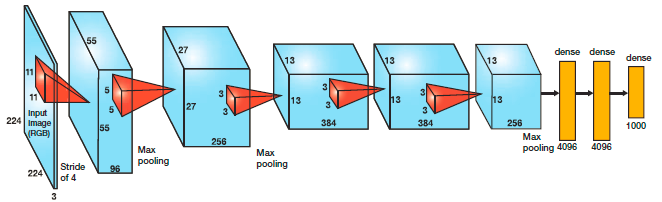 11
11
Input
Image
(RGB)
224
224
3
Stride
of 4
55
5
5
55
96
Max
pooling
27
3
3
27
256
Max
pooling
13
3
3
13
384
13
3
3
13
384
13
13
256
Max
pooling
dense
4096
dense
4096
dense
1000